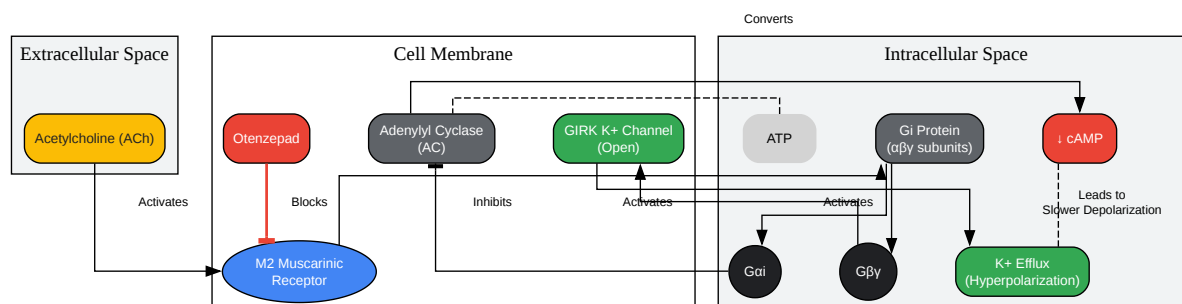 Converts
Extracellular Space
Cell Membrane
Intracellular Space
Acetylcholine (ACh)
Otenzepad
Adenylyl Cyclase
(AC)
GIRK K+ Channel
(Open)
ATP
Gi Protein
(αβγ subunits)
↓ cAMP
Activates
Blocks
Inhibits
Activates
Activates
Leads to
Slower Depolarization
M2 Muscarinic
Receptor
Gαi
Gβγ
K+ Efflux
(Hyperpolarization)